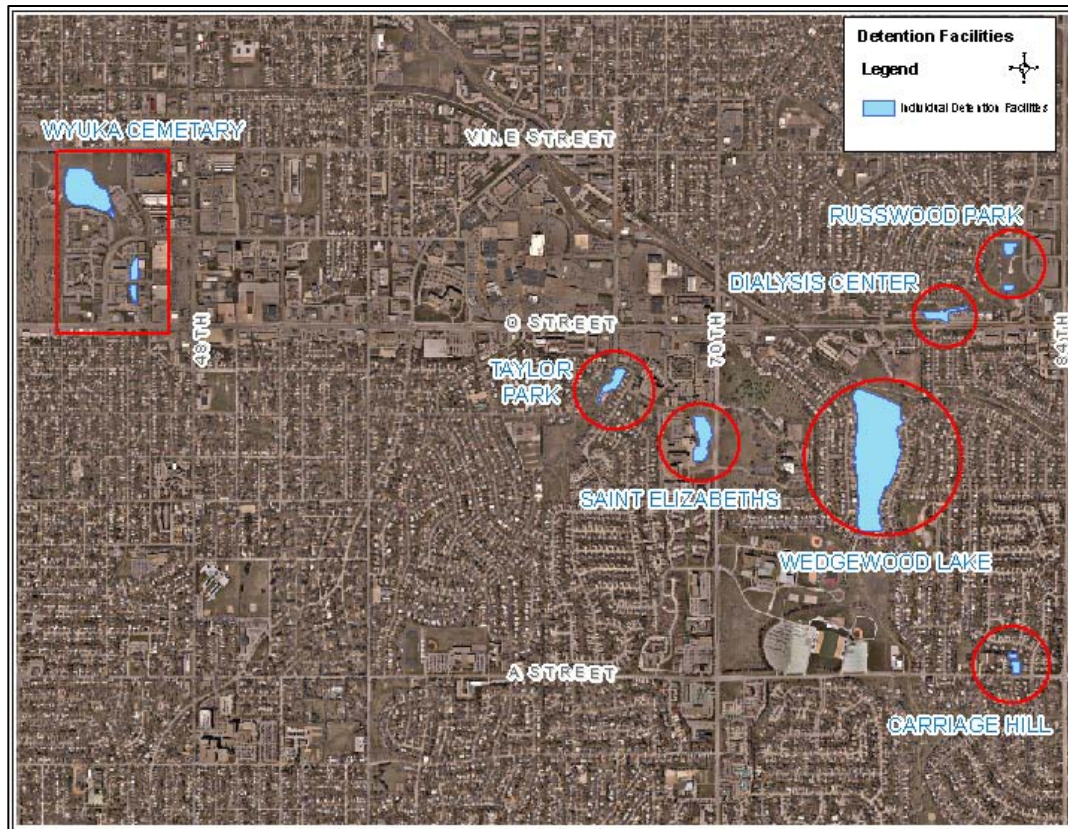 Detention Facilities
Legend
Individual Detention Facilities
WYUKA CEMETARY
VINE STREET
RUSSWOOD PARK
DIALYSIS CENTER
O STREET
48TH
70TH
84TH
TAYLOR
PARK
SAINT ELIZABETHS
WEDGEWOOD LAKE
A STREET
CARRIAGE HILL